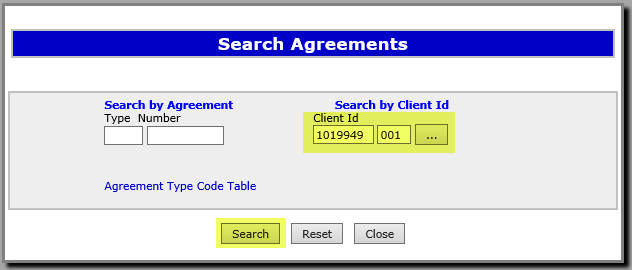 Search Agreements
Search by Agreement Search by Client Id
Type Number Client Id
1019949 001 ...
Agreement Type Code Table
Search Reset Close